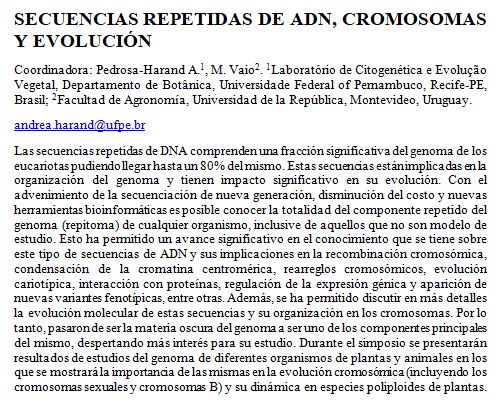 SECUENCIAS REPETIDAS DE ADN, CROMOSOMAS
Y EVOLUCIÓN
Coordinadora: Pedrosa-Harand A.¹, M. Vaio². ¹Laboratório de Citogenética e Evolução
Vegetal, Departamento de Botânica, Universidade Federal of Pernambuco, Recife-PE,
Brasil; ²Facultad de Agronomía, Universidad de la República, Montevideo, Uruguay.
andrea.harand@ufpe.br
Las secuencias repetidas de DNA comprenden una fracción significativa del genoma de los
eucariotas pudiendo llegar hasta un 80% del mismo. Estas secuencias están implicadas en la
organización del genoma y tienen impacto significativo en su evolución. Con el
advenimiento de la secuenciación de nueva generación, disminución del costo y nuevas
herramientas bioinformáticas es posible conocer la totalidad del componente repetido del
genoma (repitoma) de cualquier organismo, inclusive de aquellos que no son modelo de
estudio. Esto ha permitido un avance significativo en el conocimiento que se tiene sobre
este tipo de secuencias de ADN y sus implicaciones en la recombinación cromosómica,
condensación de la cromatina centromérica, rearreglos cromosómicos, evolución
cariotípica, interacción con proteínas, regulación de la expresión génica y aparición de
nuevas variantes fenotípicas, entre otras. Además, se ha permitido discutir en más detalles
la evolución molecular de estas secuencias y su organización en los cromosomas. Por lo
tanto, pasaron de ser la materia oscura del genoma a ser uno de los componentes principales
del mismo, despertando más interés para su estudio. Durante el simposio se presentarán
resultados de estudios del genoma de diferentes organismos de plantas y animales en los
que se mostrará la importancia de las mismas en la evolución cromosómica (incluyendo los
cromosomas sexuales y cromosomas B) y su dinámica en especies poliploides de plantas.